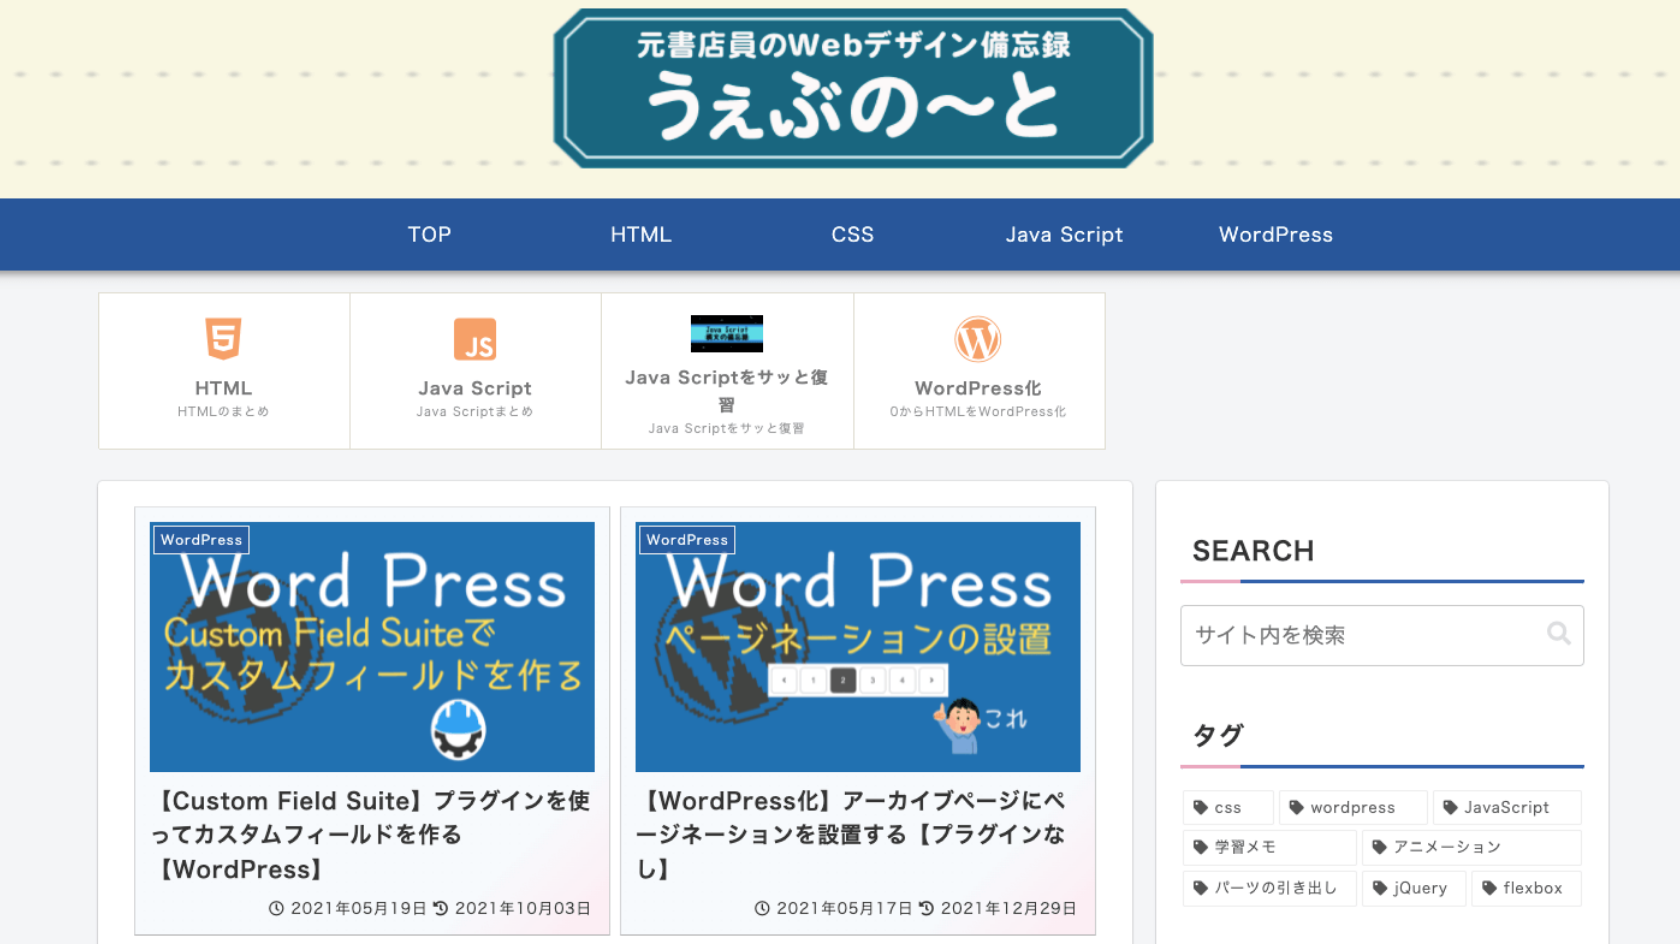 元書店員のWebデザイン備忘録
うぇぶの～と
TOP
HTML
CSS
Java Script
WordPress
HTML
HTMLのまとめ
Java Script
Java Scriptまとめ
Java Script
構文の備忘録
Java Scriptをサッと復
習
Java Scriptをサッと復習
WordPress化
0からHTMLをWordPress化
WordPress
Word Press
Custom Field Suiteで
カスタムフィールドを作る
【Custom Field Suite】プラグインを使
ってカスタムフィールドを作る
【WordPress】
2021年05月19日 2021年10月03日
WordPress
Word Press
ページネーションの設置
1 2 3 4
これ
【WordPress化】アーカイブページにペ
ージネーションを設置する【プラグインな
し】
2021年05月17日 2021年12月29日
SEARCH
サイト内を検索
タグ
css
wordpress
JavaScript
学習メモ
アニメーション
パーツの引き出し
jQuery
flexbox